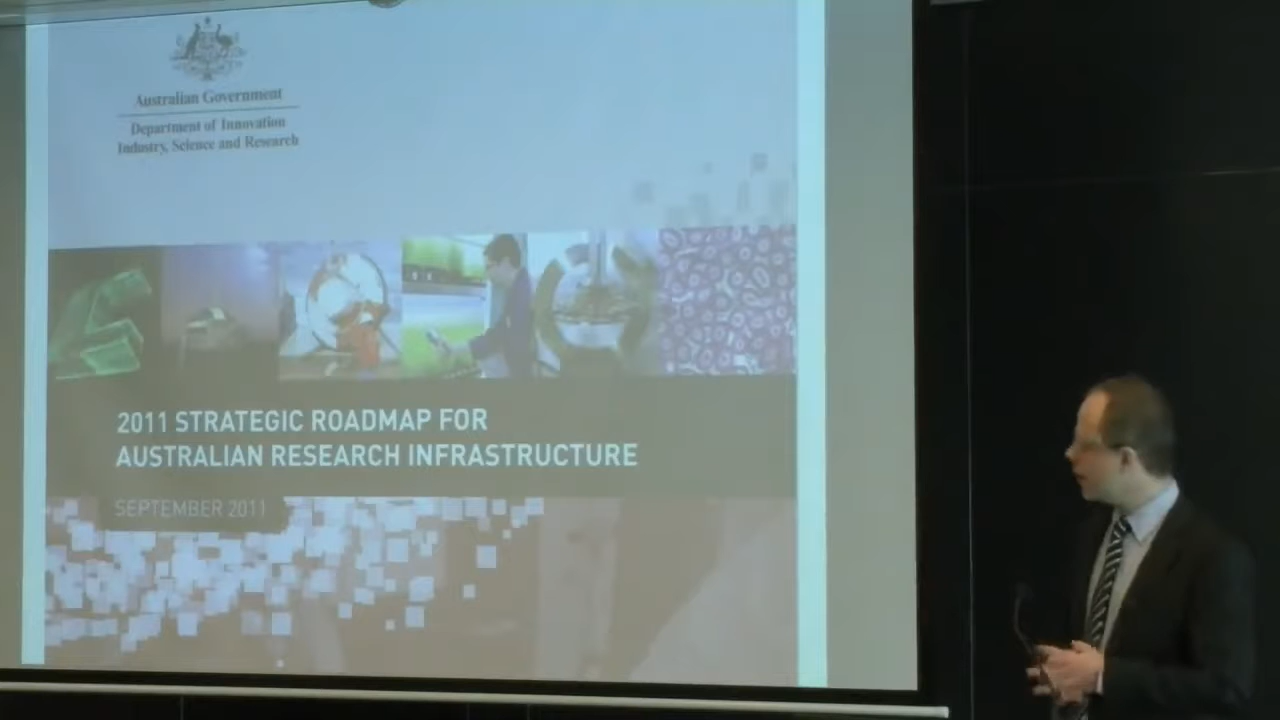 Australian Government
Department of Innovation
Industry, Science and Research
2011 STRATEGIC ROADMAP FOR
AUSTRALIAN RESEARCH INFRASTRUCTURE
SEPTEMBER 2011